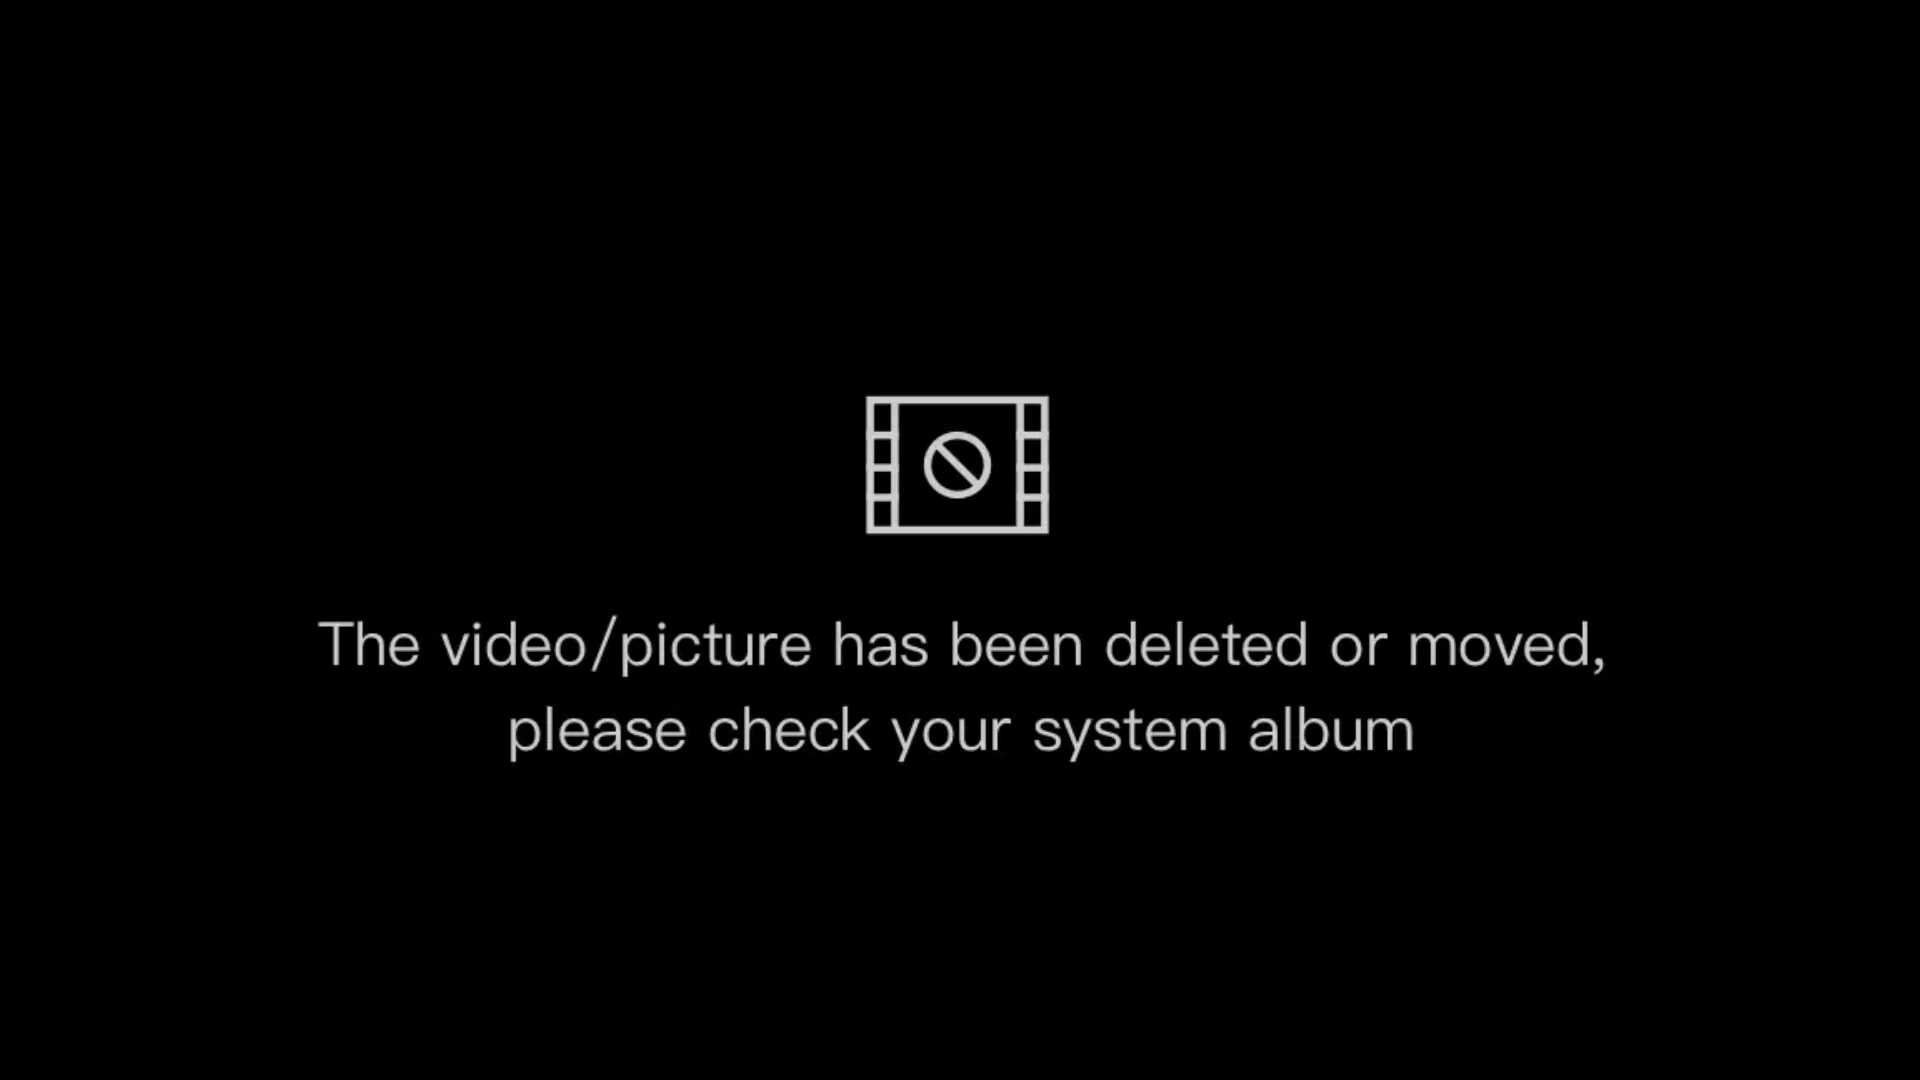 The video/picture has been deleted or moved,
please check your system album